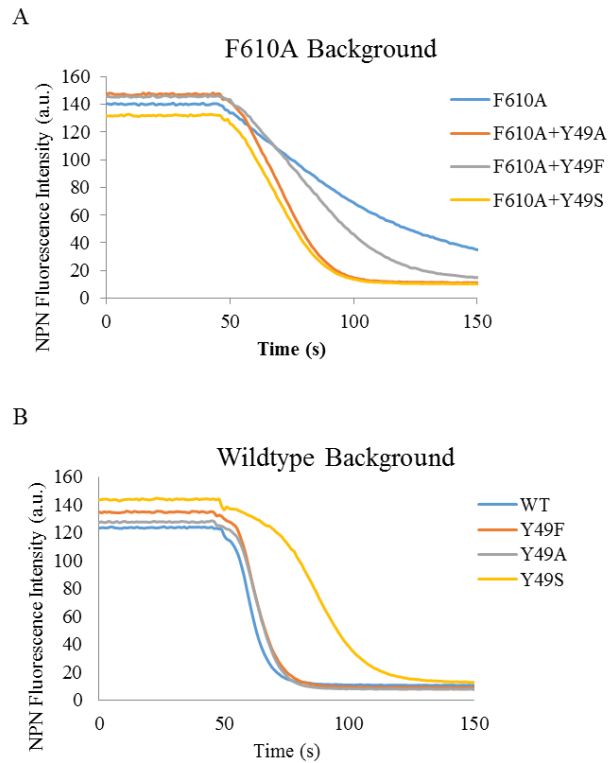 A
F610A Background
NPN Fluorescence Intensity (a.u.)
160
140
120
100
80
60
40
20
0
0 50 100 150
Time (s)
F610A
F610A+Y49A
F610A+Y49F
F610A+Y49S
B
Wildtype Background
NPN Fluorescence Intensity (a.u.)
160
140
120
100
80
60
40
20
0
0 50 100 150
Time (s)
WT
Y49F
Y49A
Y49S